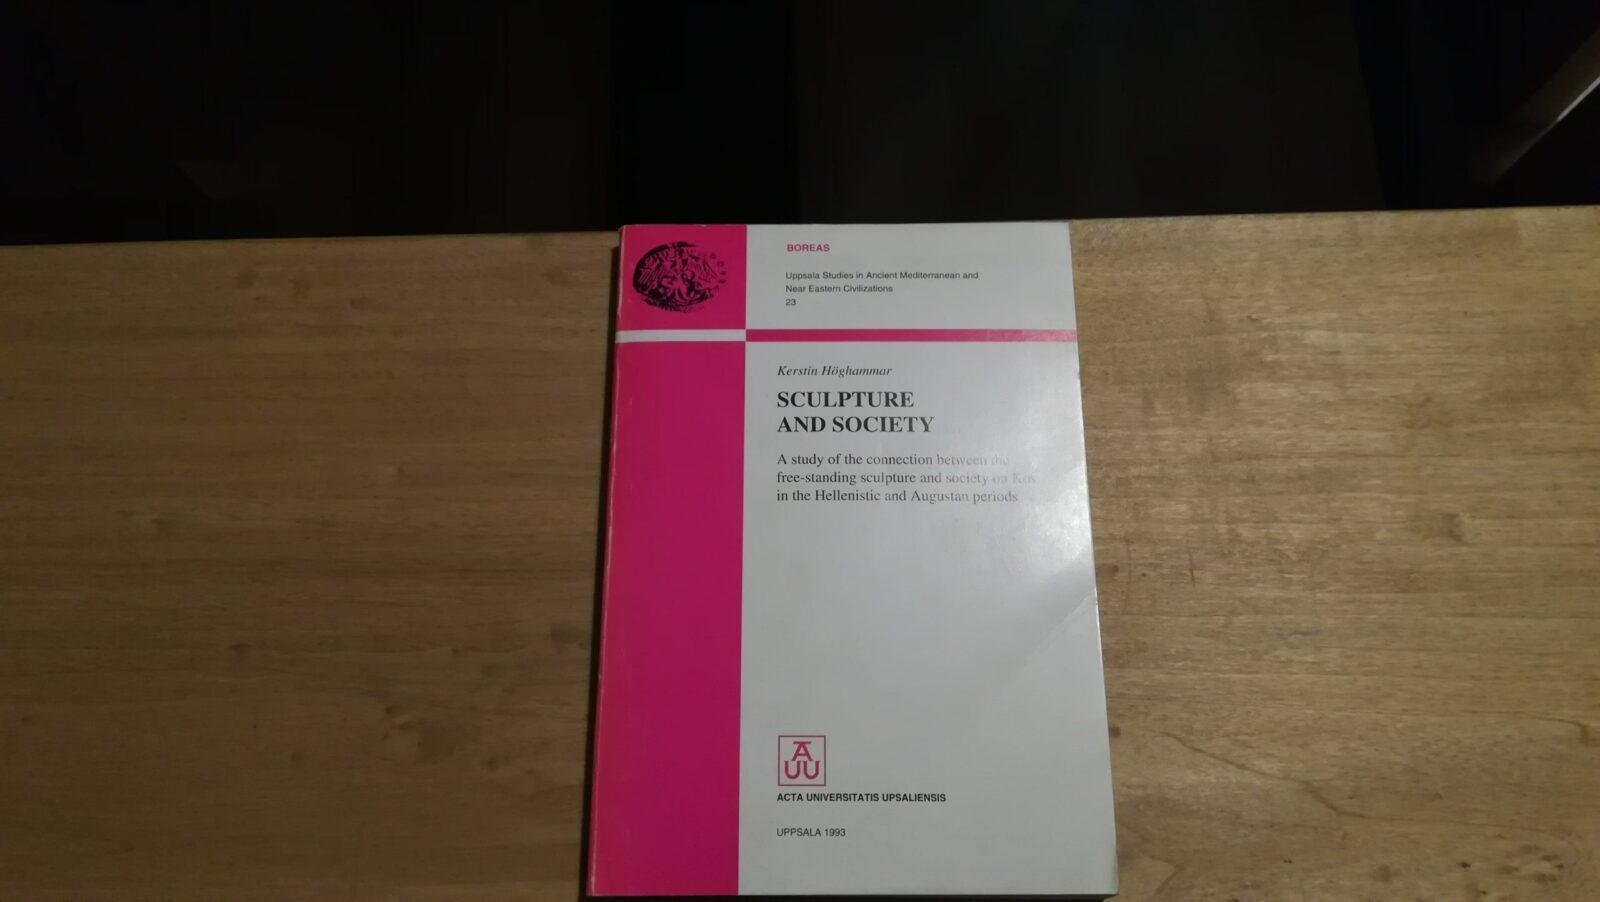 BOREAS
Uppsala Studies in Ancient Mediterranean and
Near Eastern Civilizations
23
Kerstin Höghammar
SCULPTURE
AND SOCIETY
A study of the connection between the
free-standing sculpture and society on Kos
in the Hellenistic and Augustan periods
A
UU
ACTA UNIVERSITATIS UPSALIENSIS
UPPSALA 1993